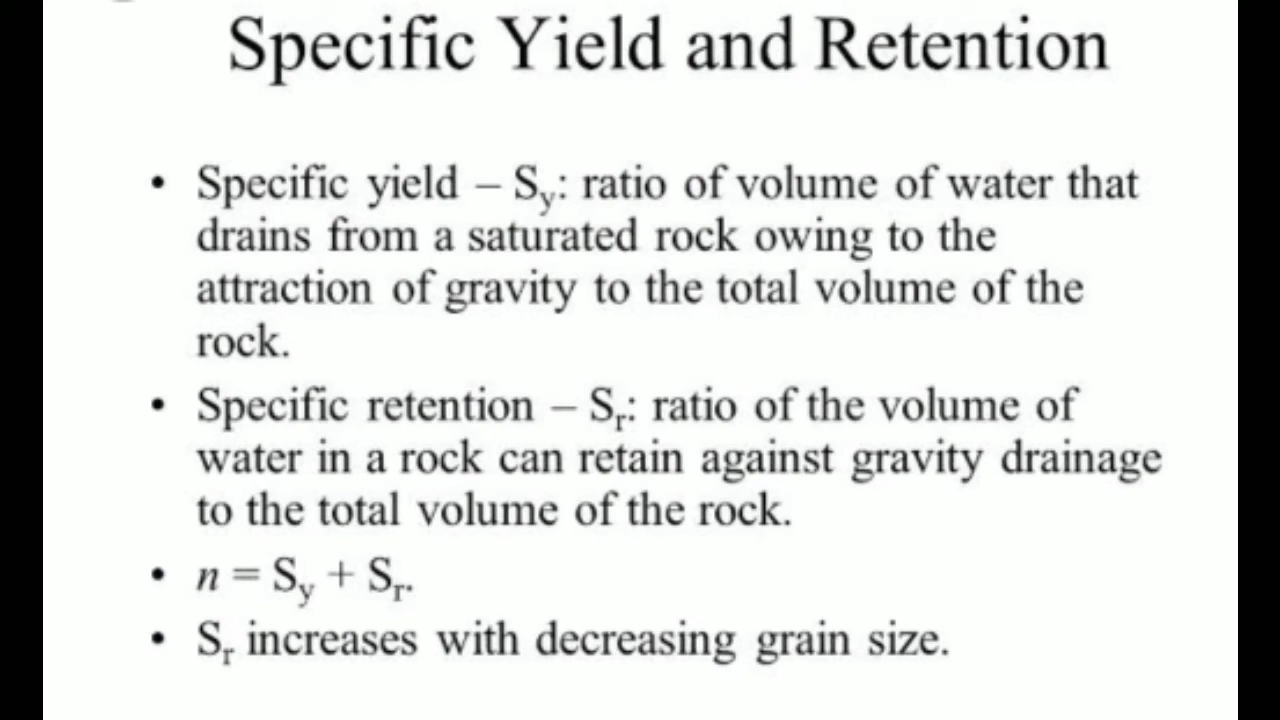 Specific Yield and Retention
• Specific yield – Sy: ratio of volume of water that
drains from a saturated rock owing to the
attraction of gravity to the total volume of the
rock.
• Specific retention – Sr: ratio of the volume of
water in a rock can retain against gravity drainage
to the total volume of the rock.
• n = Sy + Sr.
• Sr increases with decreasing grain size.